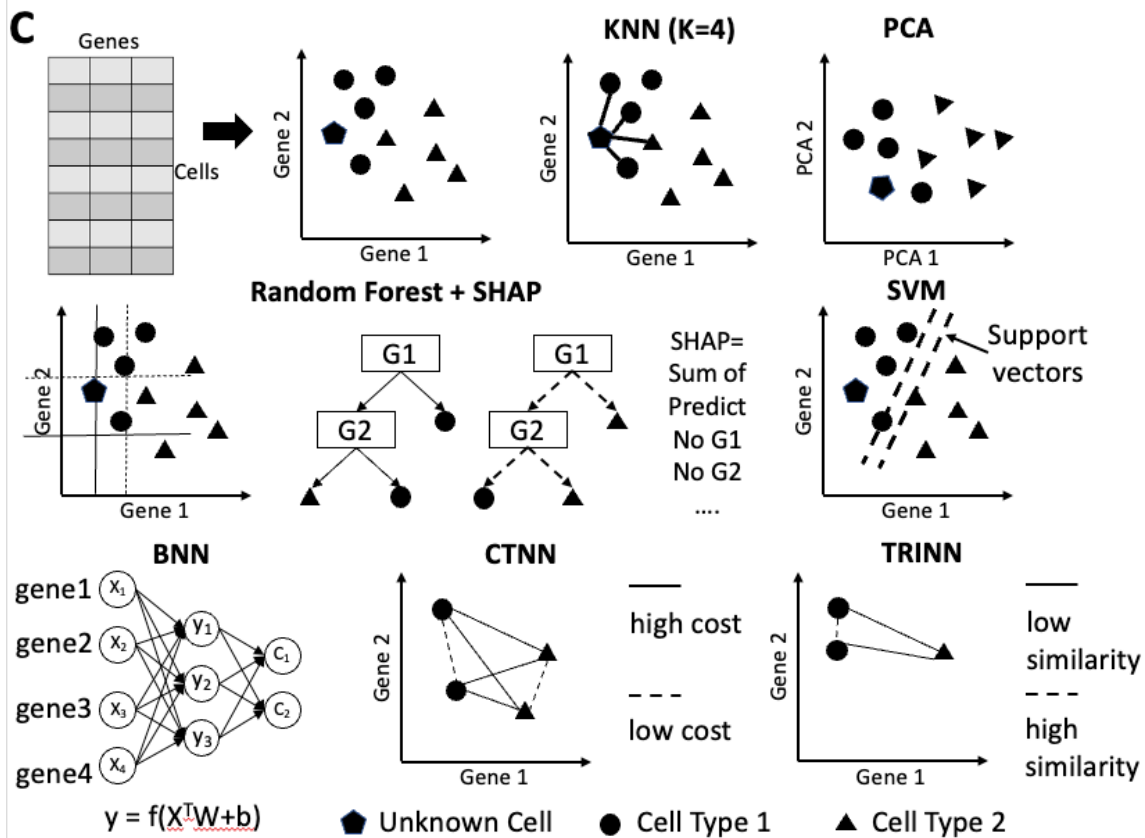 C
Genes
Cells
Gene 2
Gene 1
KNN (K=4)
Gene 2
Gene 1
PCA
PCA 2
PCA 1
Random Forest + SHAP
Gene 2
Gene 1
G1
G2
G1
G2
SHAP=
Sum of
Predict
No G1
No G2
....
SVM
Support
vectors
Gene 2
Gene 1
BNN
gene1
gene2
gene3
gene4
X1
X2
X3
X4
y1
y2
y3
C1
C2
y = f(XᵀW+b)
CTNN
Gene 2
Gene 1
high cost
low cost
TRINN
Gene 2
Gene 1
low
similarity
high
similarity
Unknown Cell
Cell Type 1
Cell Type 2